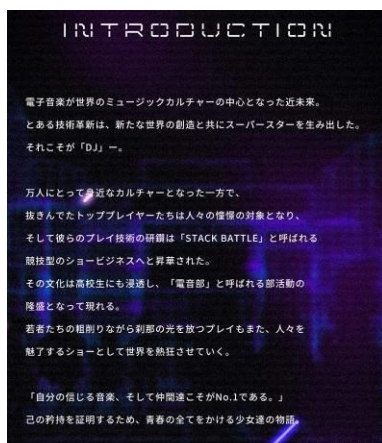 INTRODUCTION
電子音楽が世界のミュージックカルチャーの中心となった近未来。
とある技術革新は、新たな世界の創造と共にスーパースターを生み出した。
それこそが「DJ」ー。
万人にとって身近なカルチャーとなった一方で、
抜きんでたトッププレイヤーたちは人々の憧憬の対象となり、
そして彼らのプレイ技術の研鑽は「STACK BATTLE」と呼ばれる
競技型のショービジネスへと昇華された。
その文化は高校生にも浸透し、「電音部」と呼ばれる部活動の
隆盛となって現れる。
若者たちの粗削りながら刹那の光を放つプレイもまた、人々を
魅了するショーとして世界を熱狂させていく。
「自分の信じる音楽、そして仲間達こそがNo.1である。」
己の矜持を証明するため、青春の全てをかける少女達の物語。